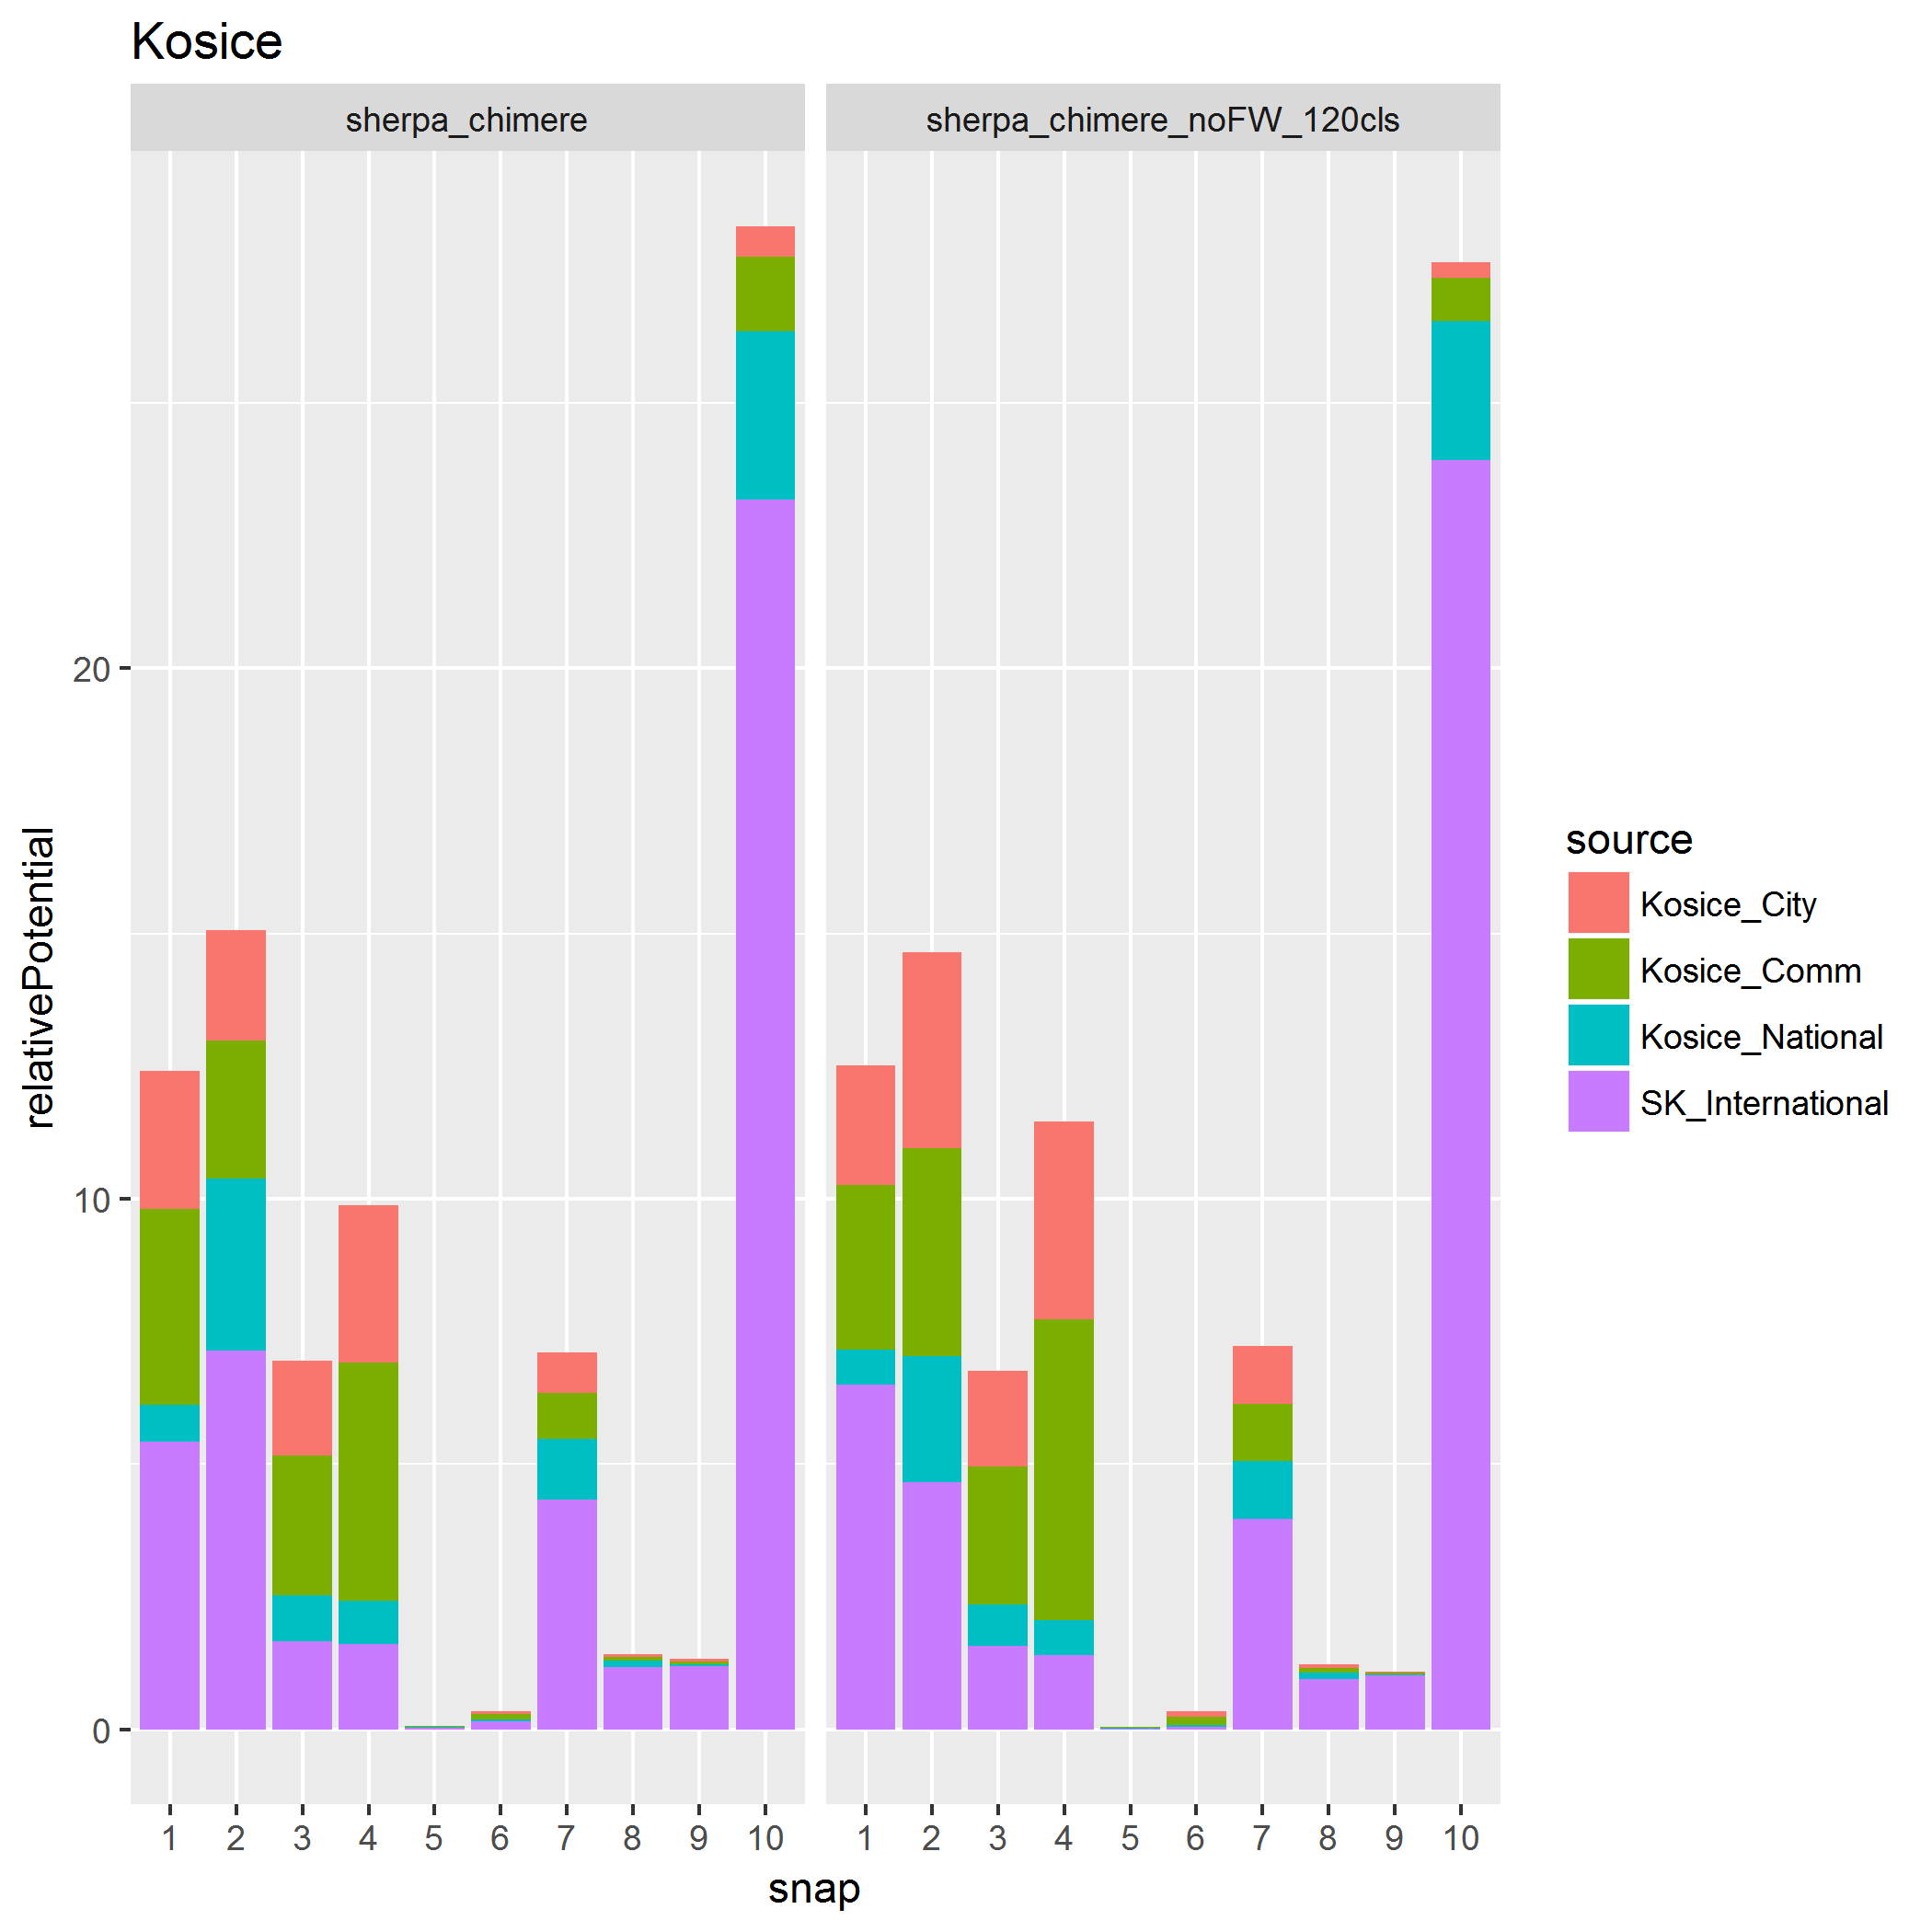 Kosice
sherpa_chimere
sherpa_chimere_noFW_120cls
relativePotential
20
10
0
1 2 3 4 5 6 7 8 9 10
1 2 3 4 5 6 7 8 9 10
snap
source
Kosice_City
Kosice_Comm
Kosice_National
SK_International